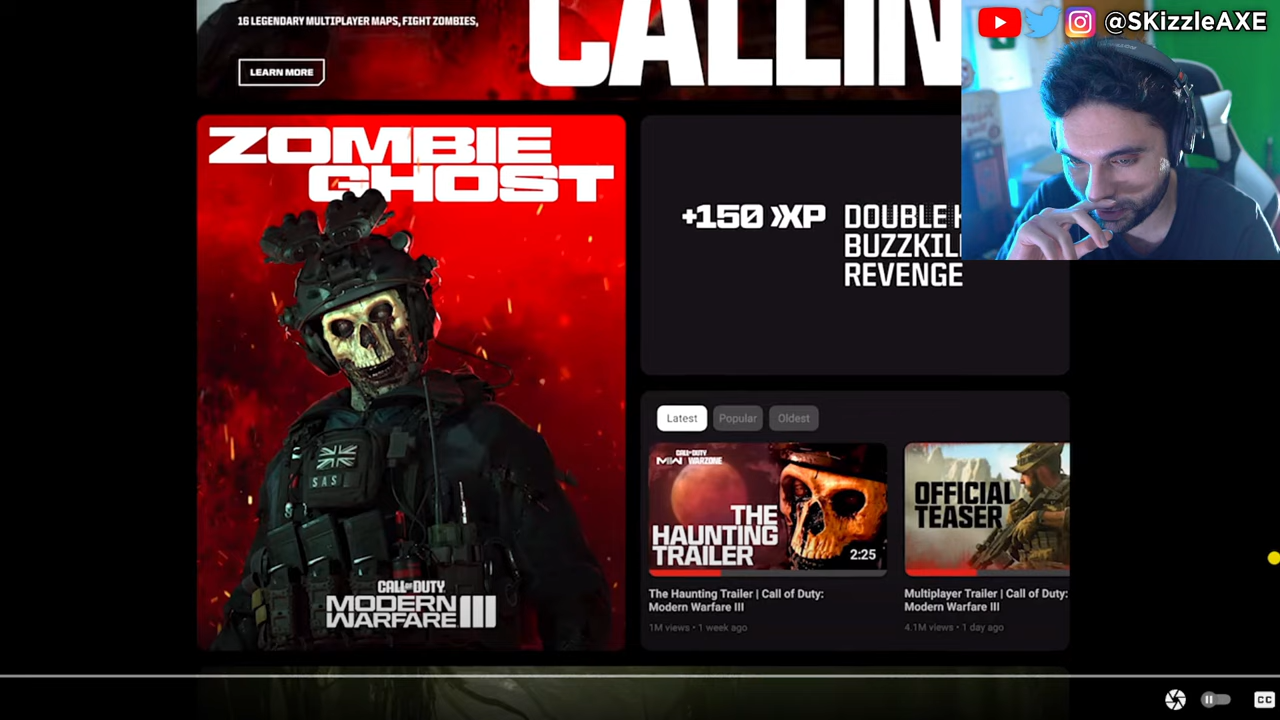 16 LEGENDARY MULTIPLAYER MAPS, FIGHT ZOMBIES,
CALLIN
LEARN MORE
@SKizzleAXE
ZOMBIE
GHOST
SAS
CALL OF DUTY
MODERN
WARFARE III
+150 XP
DOUBLE K
BUZZKILL
REVENGE
Latest Popular Oldest
CALL OF DUTY
MWII WARZONE
THE
HAUNTING
TRAILER
2:25
The Haunting Trailer | Call of Duty:
Modern Warfare III
1M views • 1 week ago
OFFICIAL
TEASER
Multiplayer Trailer | Call of Duty:
Modern Warfare III
4.1M views • 1 day ago
CC